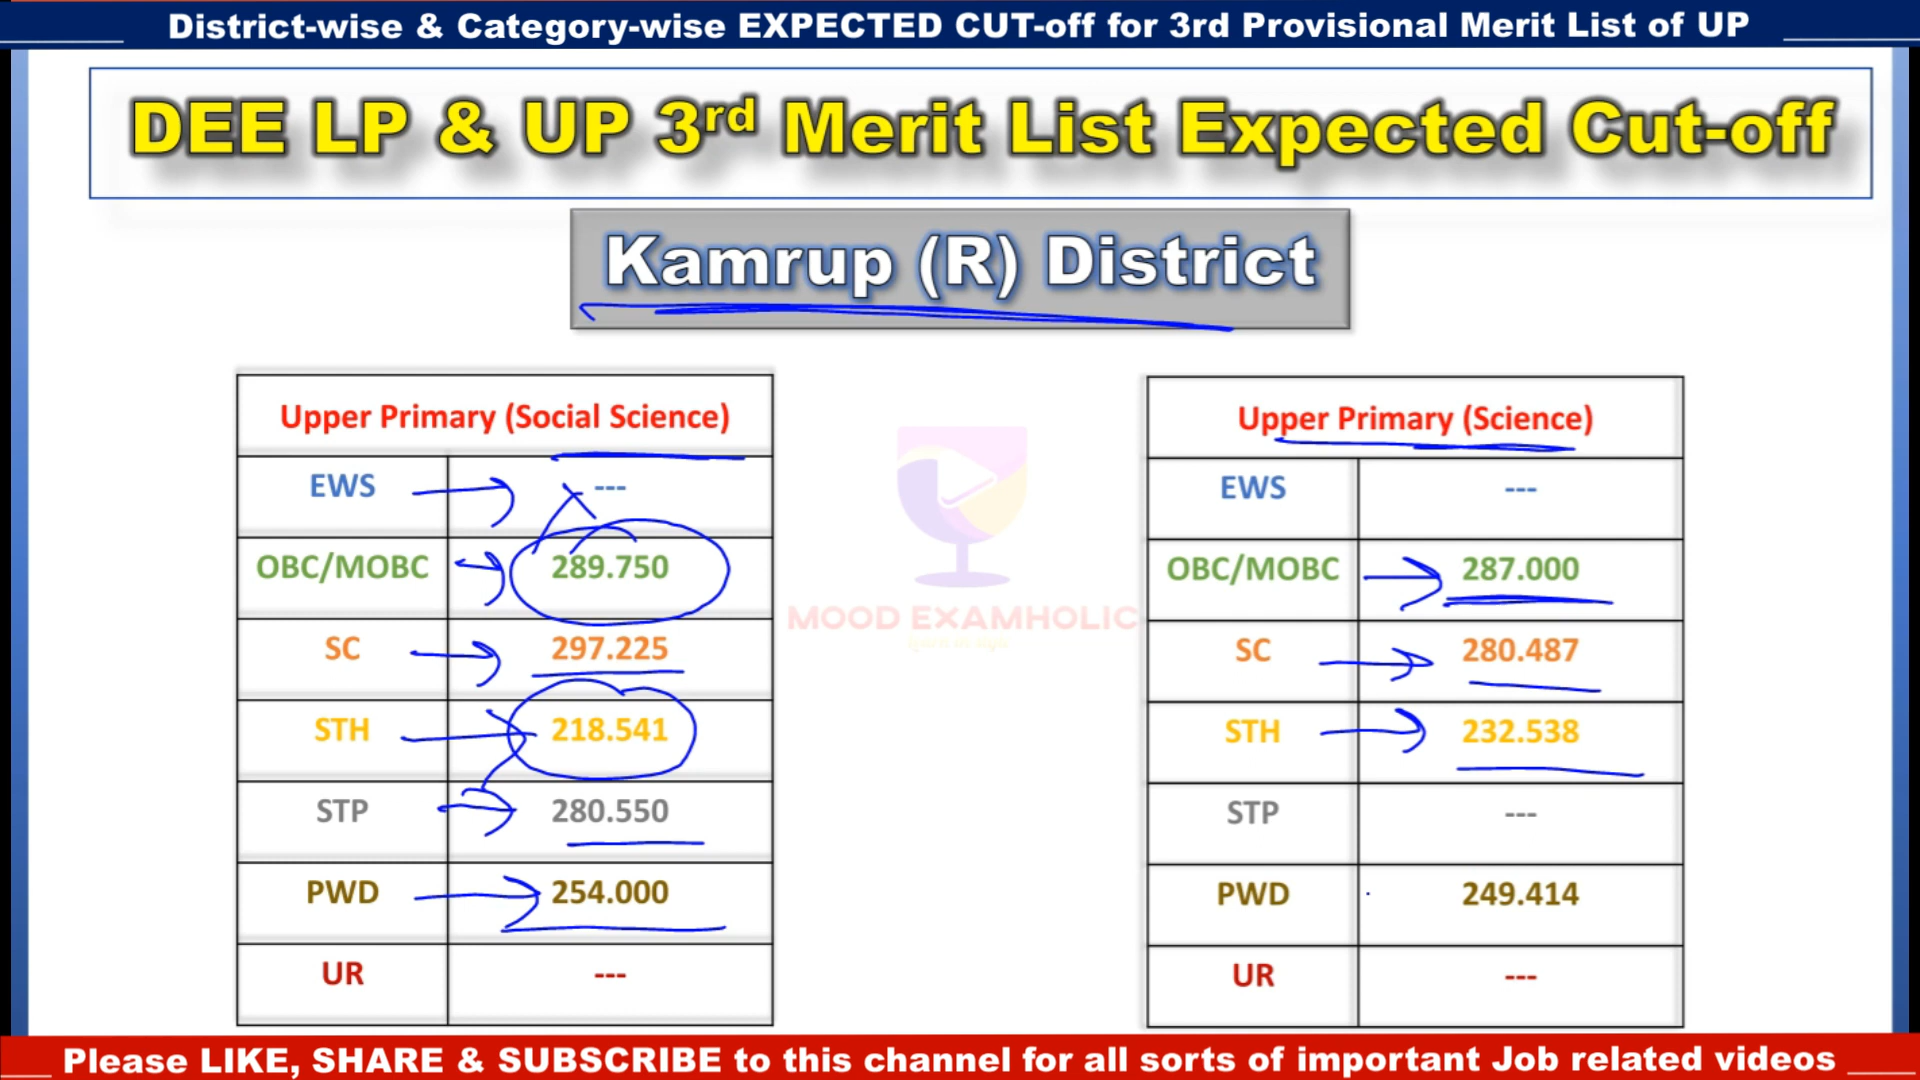 District-wise & Category-wise EXPECTED CUT-off for 3rd Provisional Merit List of UP
DEE LP & UP 3rd Merit List Expected Cut-off
Kamrup (R) District
Upper Primary (Social Science)
EWS ---
OBC/MOBC 289.750
SC 297.225
STH 218.541
STP 280.550
PWD 254.000
UR ---
MOOD EXAMHOLIC
Upper Primary (Science)
EWS ---
OBC/MOBC 287.000
SC 280.487
STH 232.538
STP ---
PWD 249.414
UR ---
Please LIKE, SHARE & SUBSCRIBE to this channel for all sorts of important Job related videos